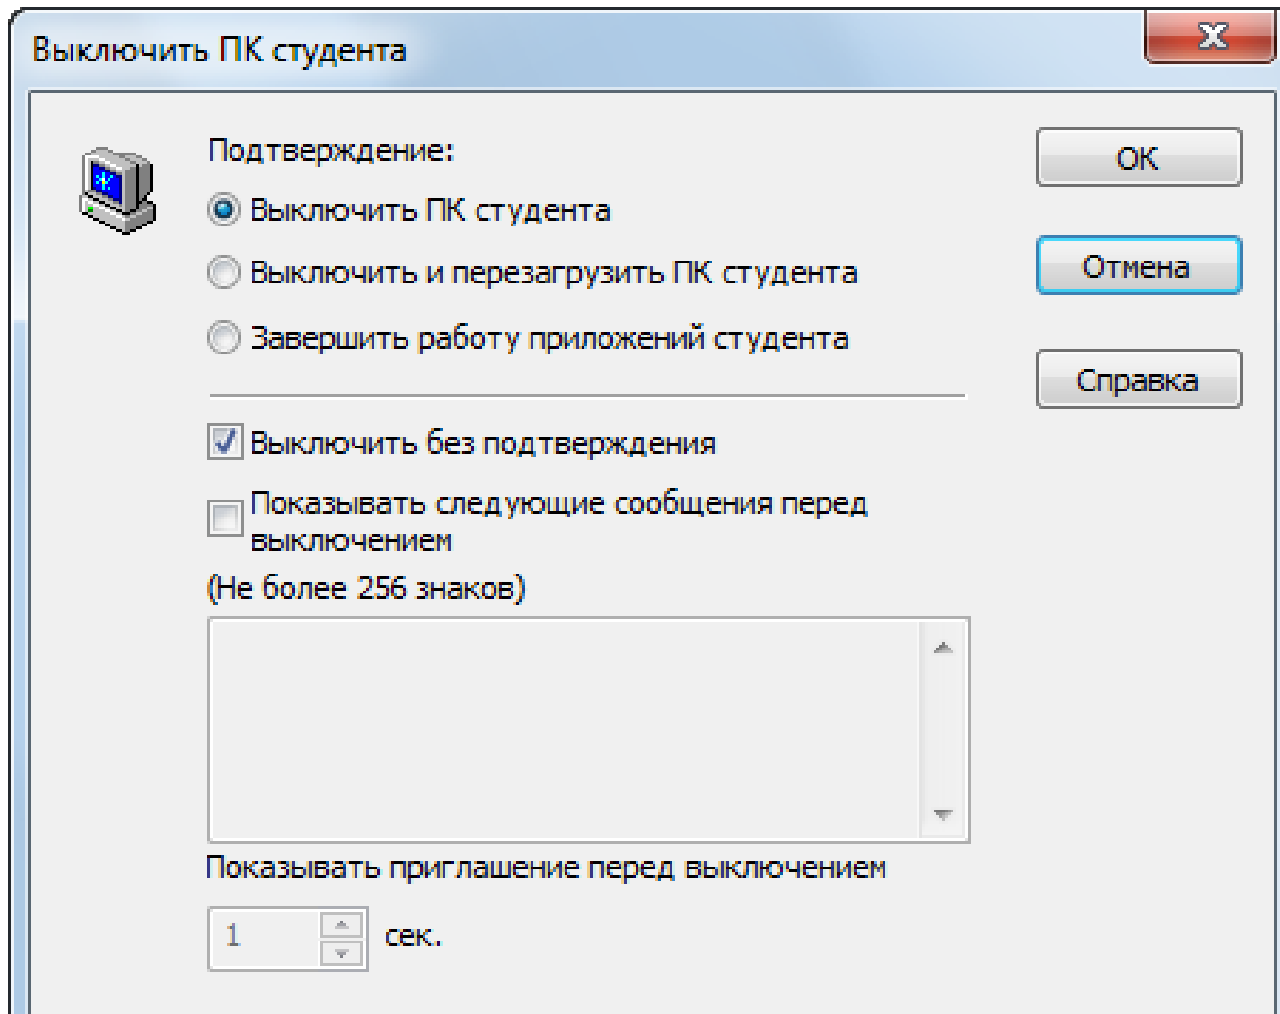 Выключить ПК студента
Подтверждение:
Выключить ПК студента
Выключить и перезагрузить ПК студента
Завершить работу приложений студента
Выключить без подтверждения
Показывать следующие сообщения перед
выключением
(Не более 256 знаков)
Показывать приглашение перед выключением
1 сек.
ОК
Отмена
Справка